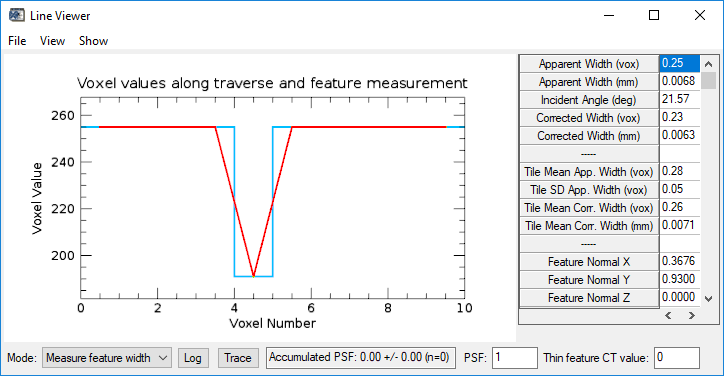 Line Viewer
File View Show
Voxel values along traverse and feature measurement
260
240
220
200
Voxel Value
0 2 4 6 8 10
Voxel Number
Apparent Width (vox) 0.25
Apparent Width (mm) 0.0068
Incident Angle (deg) 21.57
Corrected Width (vox) 0.23
Corrected Width (mm) 0.0063
-----
Tile Mean App. Width (vox) 0.28
Tile SD App. Width (vox) 0.05
Tile Mean Corr. Width (vox) 0.26
Tile Mean Corr. Width (mm) 0.0071
-----
Feature Normal X 0.3676
Feature Normal Y 0.9300
Feature Normal Z 0.0000
Mode: Measure feature width Log Trace Accumulated PSF: 0.00 +/- 0.00 (n=0) PSF: 1 Thin feature CT value: 0